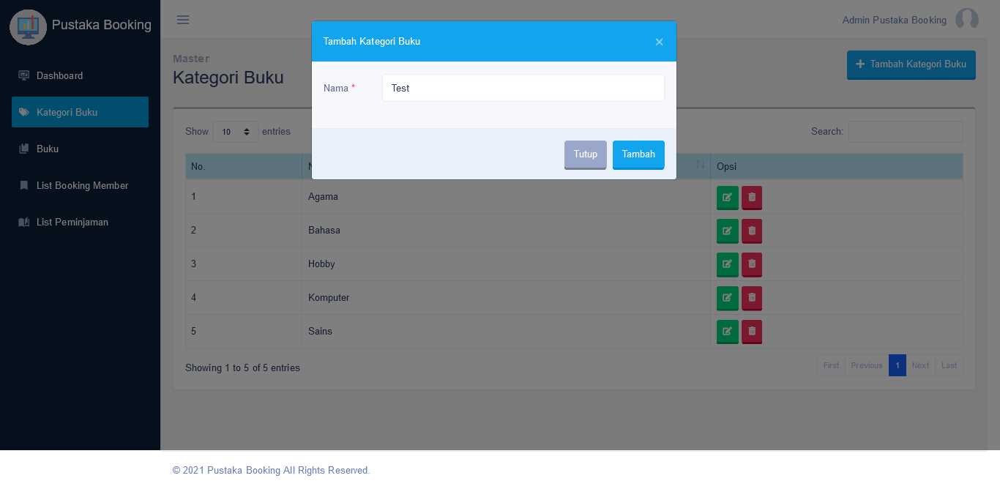 Pustaka Booking
Dashboard
Kategori Buku
Buku
List Booking Member
List Peminjaman
Admin Pustaka Booking
Master
Kategori Buku
Tambah Kategori Buku
Tambah Kategori Buku ×
Nama * Test
Tutup Tambah
Show 10 entries
Search:
No. Opsi
1 Agama
2 Bahasa
3 Hobby
4 Komputer
5 Sains
Showing 1 to 5 of 5 entries
First Previous 1 Next Last
© 2021 Pustaka Booking All Rights Reserved.